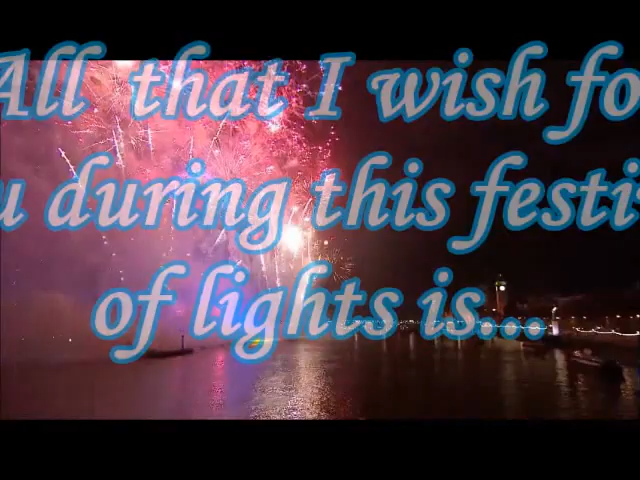 All that I wish fo
u during this festi
of lights is...